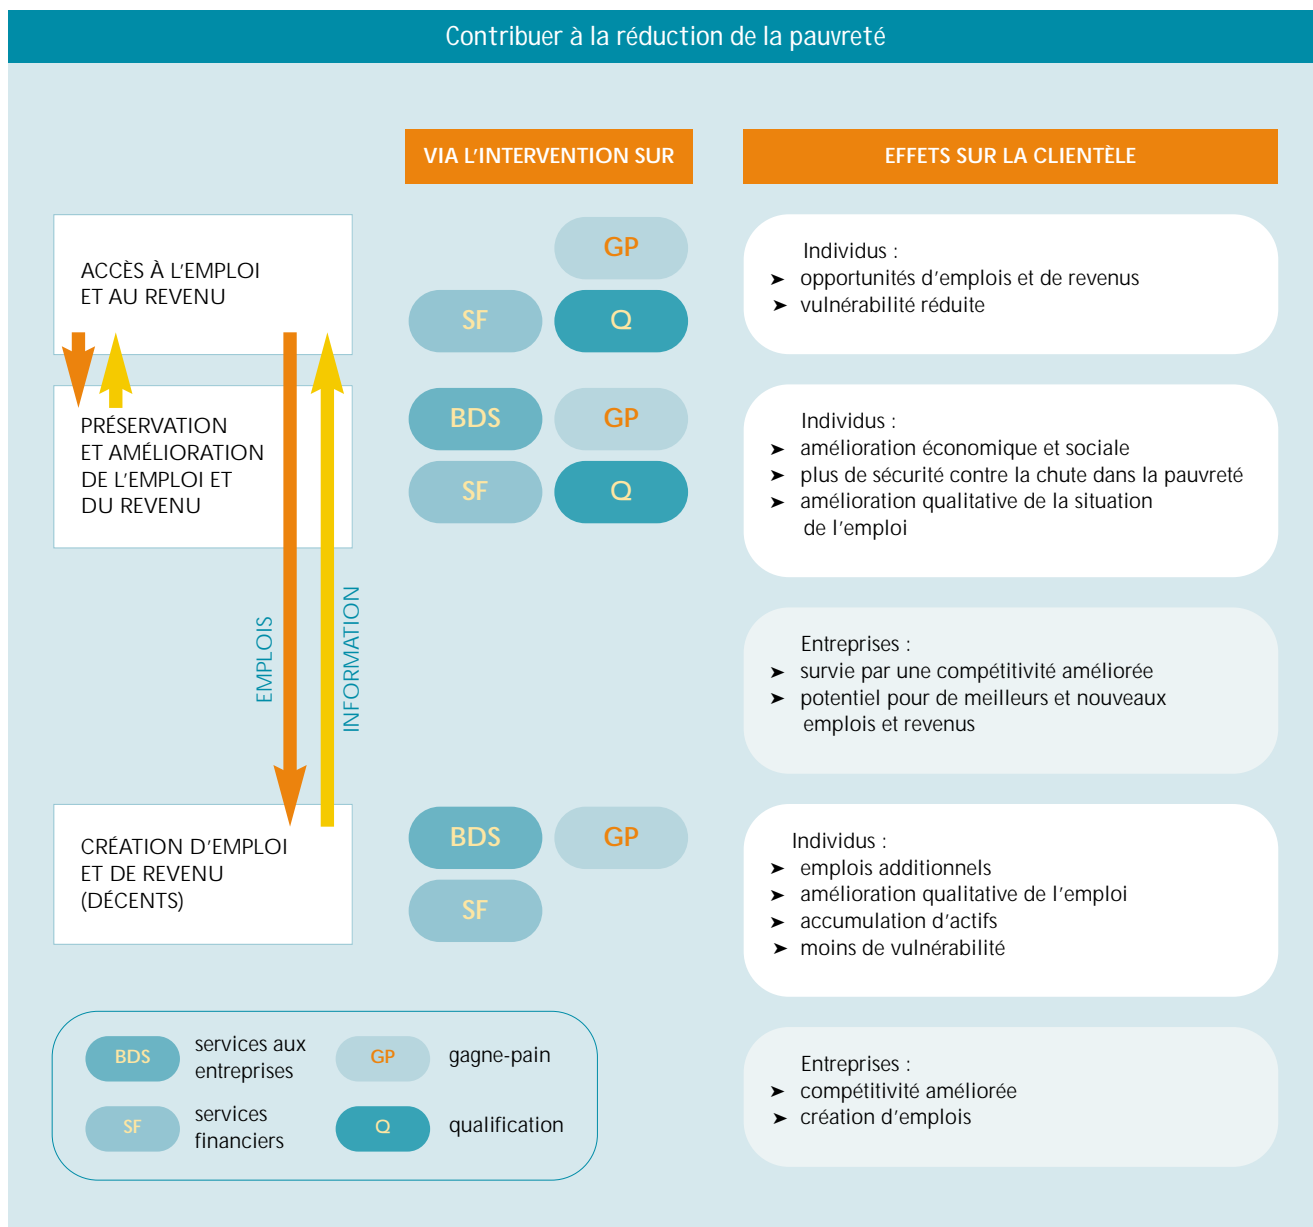 Contribuer à la réduction de la pauvreté
VIA L'INTERVENTION SUR
EFFETS SUR LA CLIENTÈLE
ACCÈS À L'EMPLOI
ET AU REVENU
GP
SF
Q
Individus :
➤ opportunités d'emplois et de revenus
➤ vulnérabilité réduite
PRÉSERVATION
ET AMÉLIORATION
DE L'EMPLOI ET
DU REVENU
BDS
GP
SF
Q
Individus :
➤ amélioration économique et sociale
➤ plus de sécurité contre la chute dans la pauvreté
➤ amélioration qualitative de la situation
de l'emploi
EMPLOIS
INFORMATION
Entreprises :
➤ survie par une compétitivité améliorée
➤ potentiel pour de meilleurs et nouveaux
emplois et revenus
CRÉATION D'EMPLOI
ET DE REVENU
(DÉCENTS)
BDS
GP
SF
Individus :
➤ emplois additionnels
➤ amélioration qualitative de l'emploi
➤ accumulation d'actifs
➤ moins de vulnérabilité
BDS
services aux
entreprises
GP
gagne-pain
SF
services
financiers
Q
qualification
Entreprises :
➤ compétitivité améliorée
➤ création d'emplois